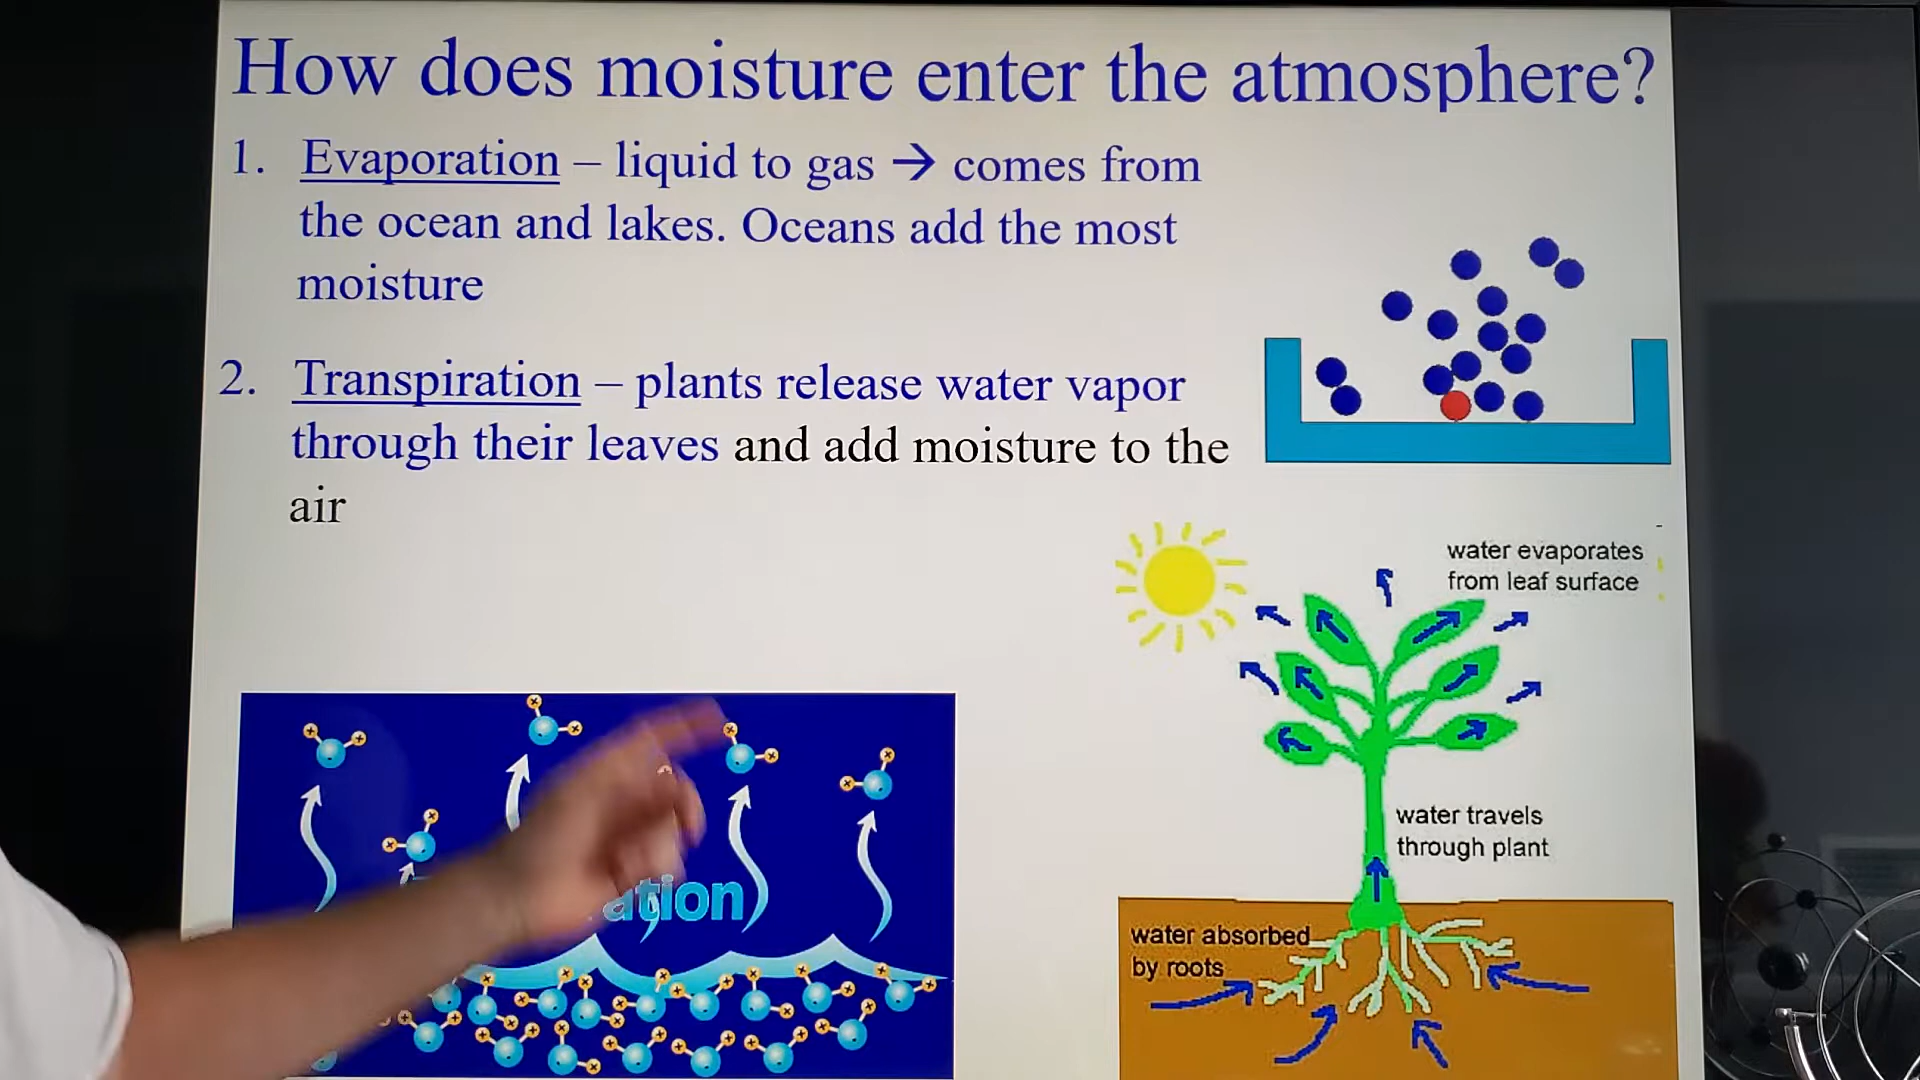 How does moisture enter the atmosphere?
1. Evaporation – liquid to gas → comes from
the ocean and lakes. Oceans add the most
moisture
2. Transpiration – plants release water vapor
through their leaves and add moisture to the
air
water evaporates
from leaf surface
water travels
through plant
water absorbed
by roots